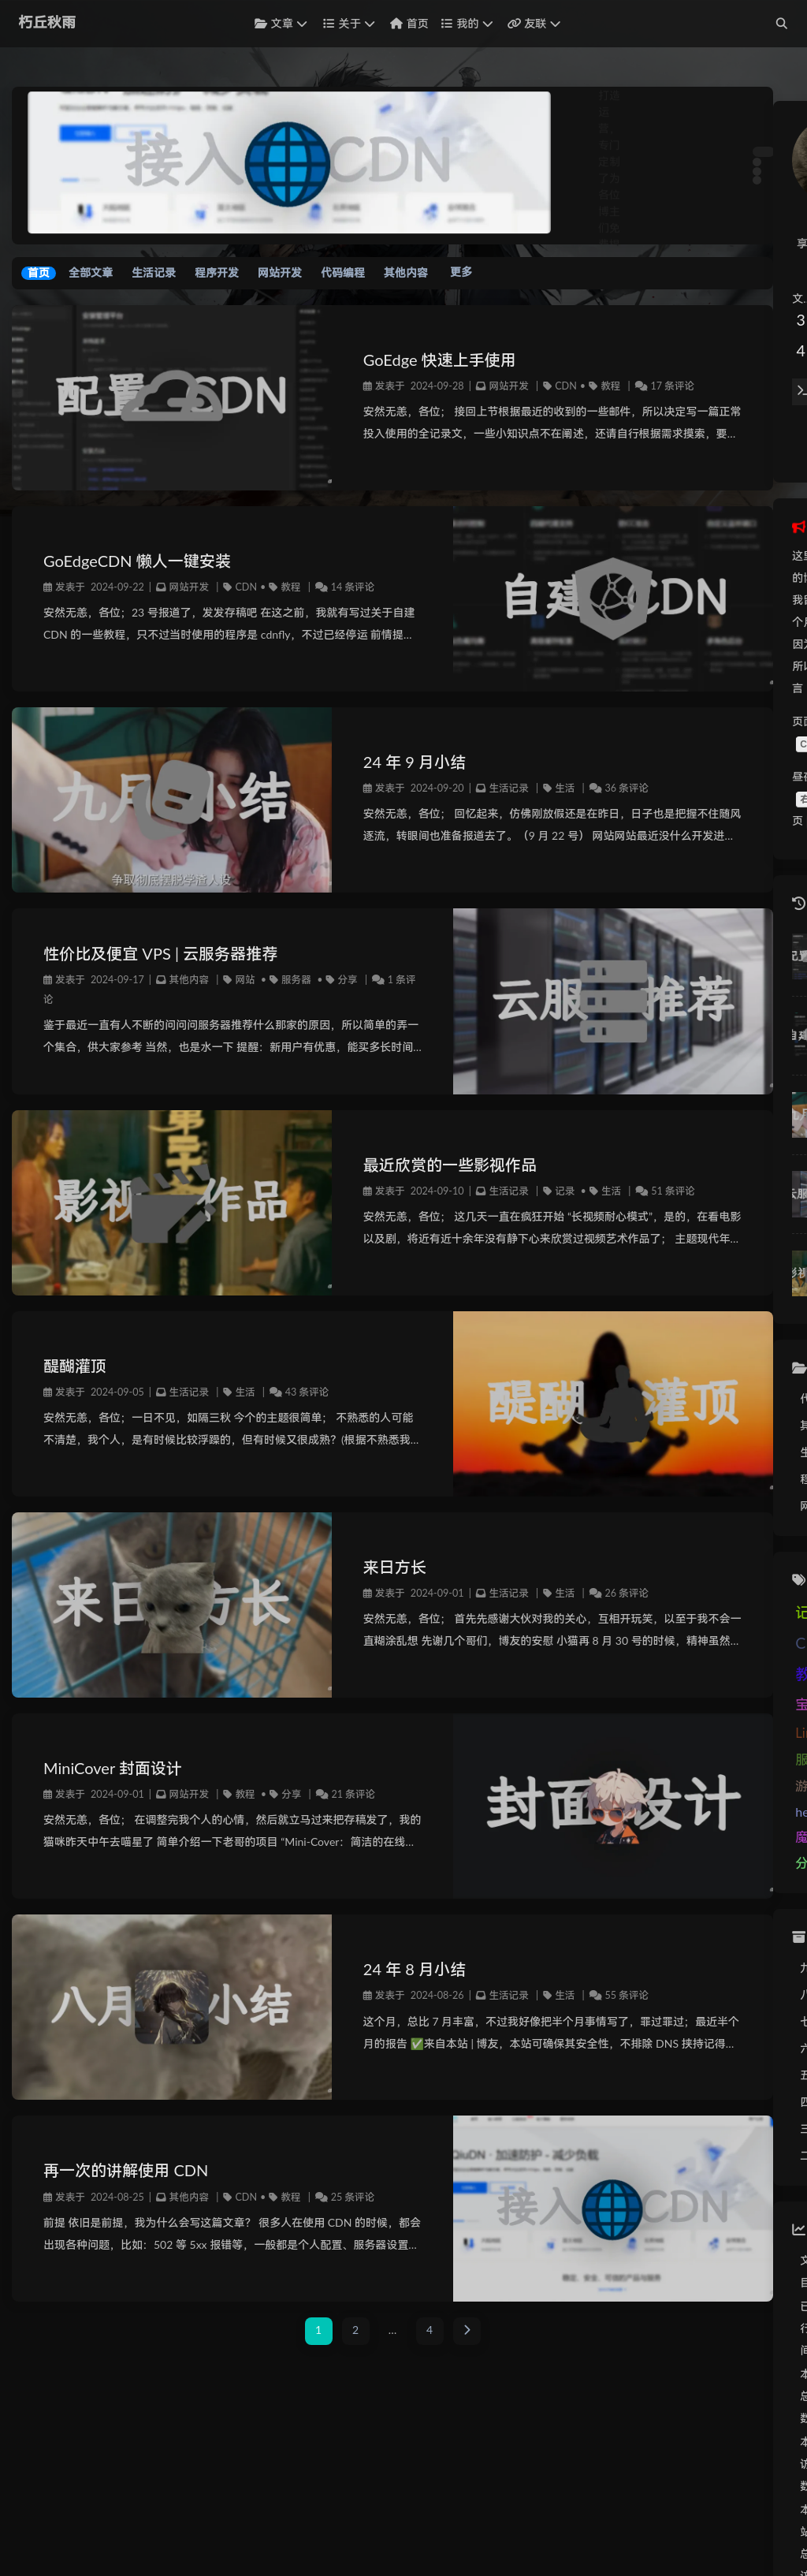 朽丘秋雨
文章
关于
首页
我的
友联
接入CDN
首页 全部文章 生活记录 程序开发 网站开发 代码编程 其他内容 更多
配置CDN
GoEdge 快速上手使用
发表于 2024-09-28 | 网站开发 | CDN • 教程 | 17 条评论
安然无恙，各位； 接回上节根据最近的收到的一些邮件，所以决定写一篇正常
投入使用的全记录文，一些小知识点不在阐述，还请自行根据需求摸索，要...
GoEdgeCDN 懒人一键安装
发表于 2024-09-22 | 网站开发 | CDN • 教程 | 14 条评论
安然无恙，各位；23 号报道了，发发存稿吧 在这之前，我就有写过关于自建
CDN 的一些教程，只不过当时使用的程序是 cdnfly，不过已经停运 前情提...
自建CDN
九月小结
争取彻底摆脱学渣人设
24 年 9 月小结
发表于 2024-09-20 | 生活记录 | 生活 | 36 条评论
安然无恙，各位； 回忆起来，仿佛刚放假还是在昨日，日子也是把握不住随风
逐流，转眼间也准备报道去了。（9 月 22 号） 网站网站最近没什么开发进...
性价比及便宜 VPS | 云服务器推荐
发表于 2024-09-17 | 其他内容 | 网站 • 服务器 • 分享 | 1 条评
论
鉴于最近一直有人不断的问问问服务器推荐什么那家的原因，所以简单的弄一
个集合，供大家参考 当然，也是水一下 提醒：新用户有优惠，能买多长时间...
云服 推荐
影视 作品
最近欣赏的一些影视作品
发表于 2024-09-10 | 生活记录 | 记录 • 生活 | 51 条评论
安然无恙，各位； 这几天一直在疯狂开始 “长视频耐心模式”，是的，在看电影
以及剧，将近有近十余年没有静下心来欣赏过视频艺术作品了； 主题现代年...
醍醐灌顶
发表于 2024-09-05 | 生活记录 | 生活 | 43 条评论
安然无恙，各位；一日不见，如隔三秋 今个的主题很简单； 不熟悉的人可能
不清楚，我个人，是有时候比较浮躁的，但有时候又很成熟？(根据不熟悉我...
醍醐 灌顶
来日方长
来日方长
发表于 2024-09-01 | 生活记录 | 生活 | 26 条评论
安然无恙，各位； 首先先感谢大伙对我的关心，互相开玩笑，以至于我不会一
直糊涂乱想 先谢几个哥们，博友的安慰 小猫再 8 月 30 号的时候，精神虽然...
MiniCover 封面设计
发表于 2024-09-01 | 网站开发 | 教程 • 分享 | 21 条评论
安然无恙，各位； 在调整完我个人的心情，然后就立马过来把存稿发了，我的
猫咪昨天中午去喵星了 简单介绍一下老哥的项目 “Mini-Cover：简洁的在线...
封面设计
八月 小结
24 年 8 月小结
发表于 2024-08-26 | 生活记录 | 生活 | 55 条评论
这个月，总比 7 月丰富，不过我好像把半个月事情写了，罪过罪过；最近半个
月的报告 ✅来自本站 | 博友，本站可确保其安全性，不排除 DNS 挟持记得...
再一次的讲解使用 CDN
发表于 2024-08-25 | 其他内容 | CDN • 教程 | 25 条评论
前提 依旧是前提，我为什么会写这篇文章？ 很多人在使用 CDN 的时候，都会
出现各种问题，比如：502 等 5xx 报错等，一般都是个人配置、服务器设置...
QiuDN · 加速防护 - 减少负载
接入CDN
1 2 ... 4